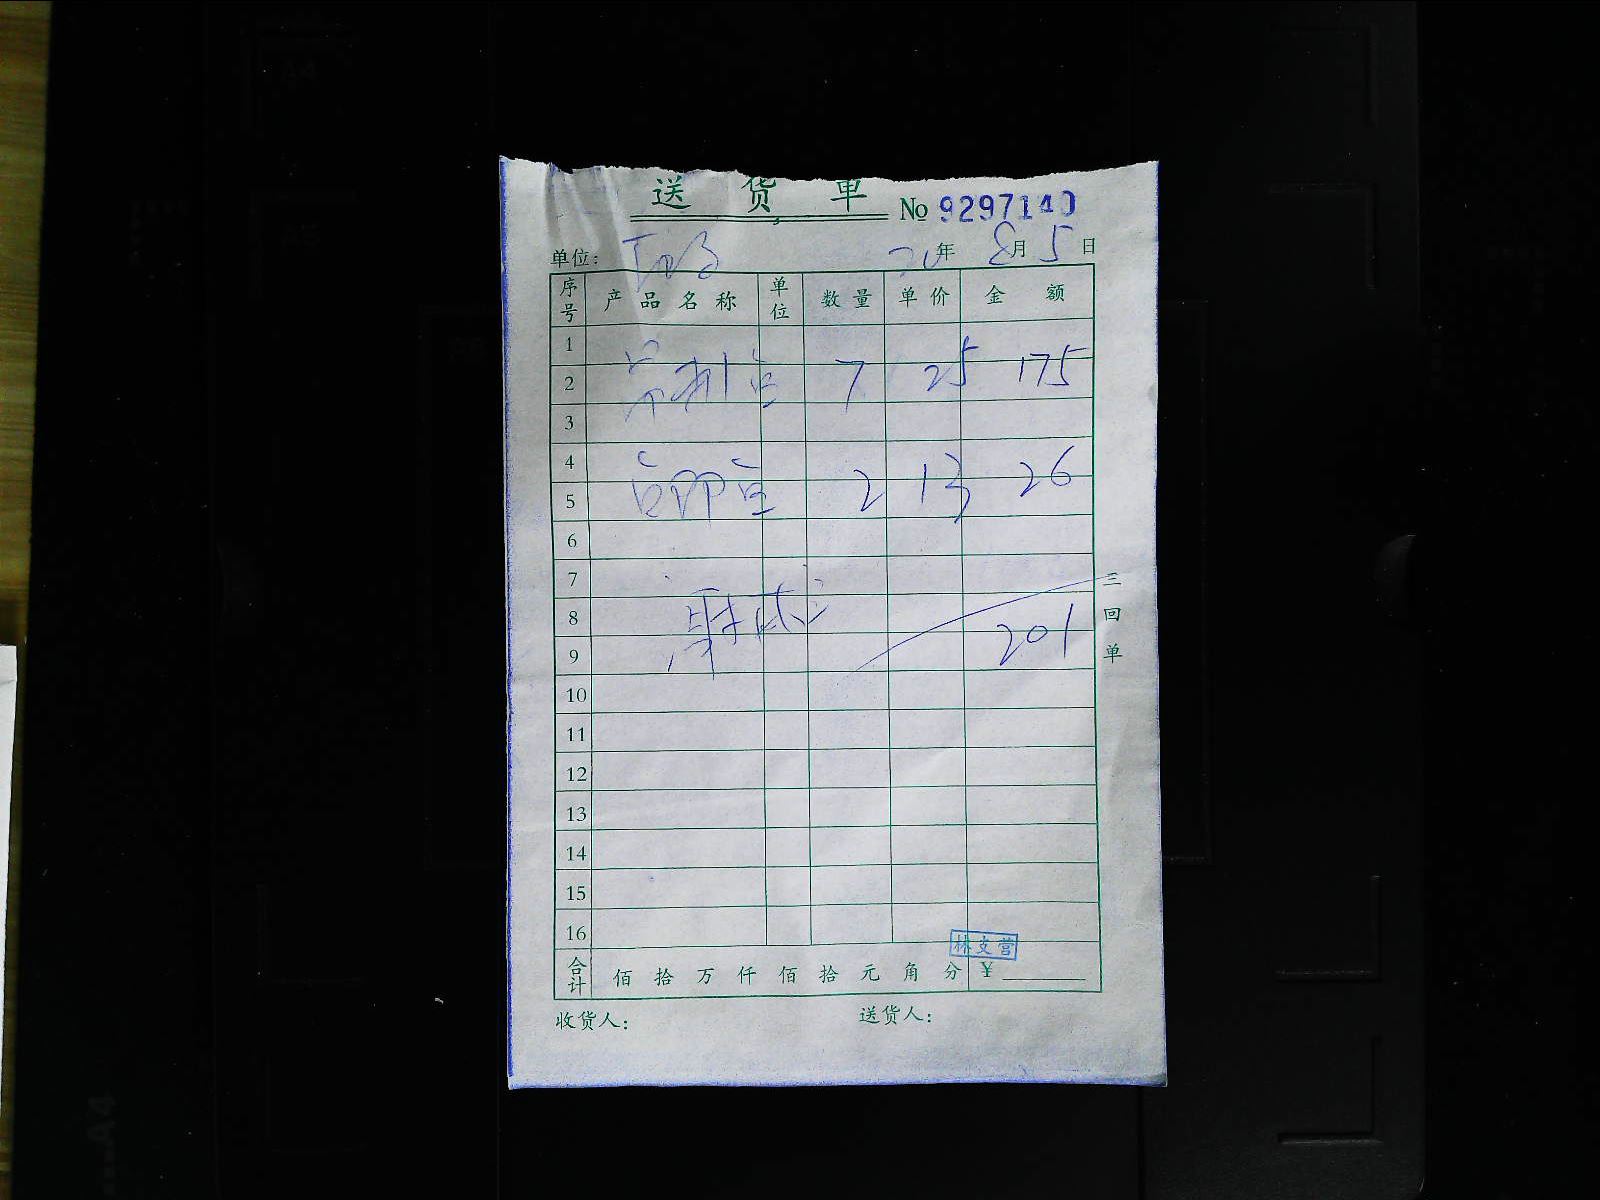 送 货 单 No 9297140
单位: 20年 8月 5日
序号 产品名称 单位 数量 单价 金额
1
2 7 25 175
3
4
5 2 13 26
6
7
8
9 201
10
11
12
13
14
15
16
三回单
林支营
合计 佰 拾 万 仟 佰 拾 元 角 分 ¥
收货人: 送货人: